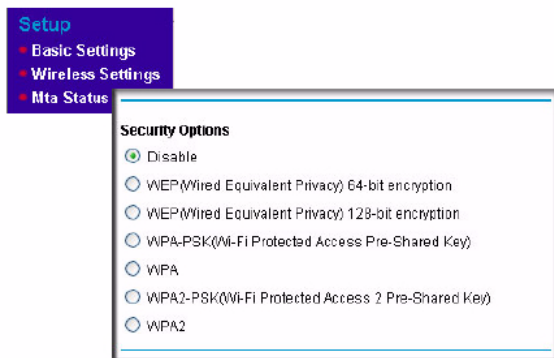 Setup
Basic Settings
Wireless Settings
Mta Status
Security Options
Disable
WEP(Wired Equivalent Privacy) 64-bit encryption
WEP(Wired Equivalent Privacy) 128-bit encryption
WPA-PSK(Wi-Fi Protected Access Pre-Shared Key)
WPA
WPA2-PSK(Wi-Fi Protected Access 2 Pre-Shared Key)
WPA2